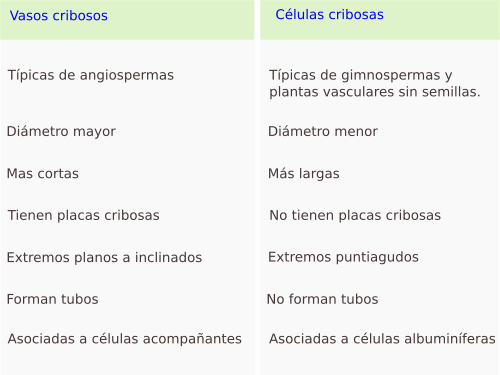 Vasos cribosos
Células cribosas
Típicas de angiospermas
Típicas de gimnospermas y
plantas vasculares sin semillas.
Diámetro mayor
Diámetro menor
Mas cortas
Más largas
Tienen placas cribosas
No tienen placas cribosas
Extremos planos a inclinados
Extremos puntiagudos
Forman tubos
No forman tubos
Asociadas a células acompañantes
Asociadas a células albuminíferas